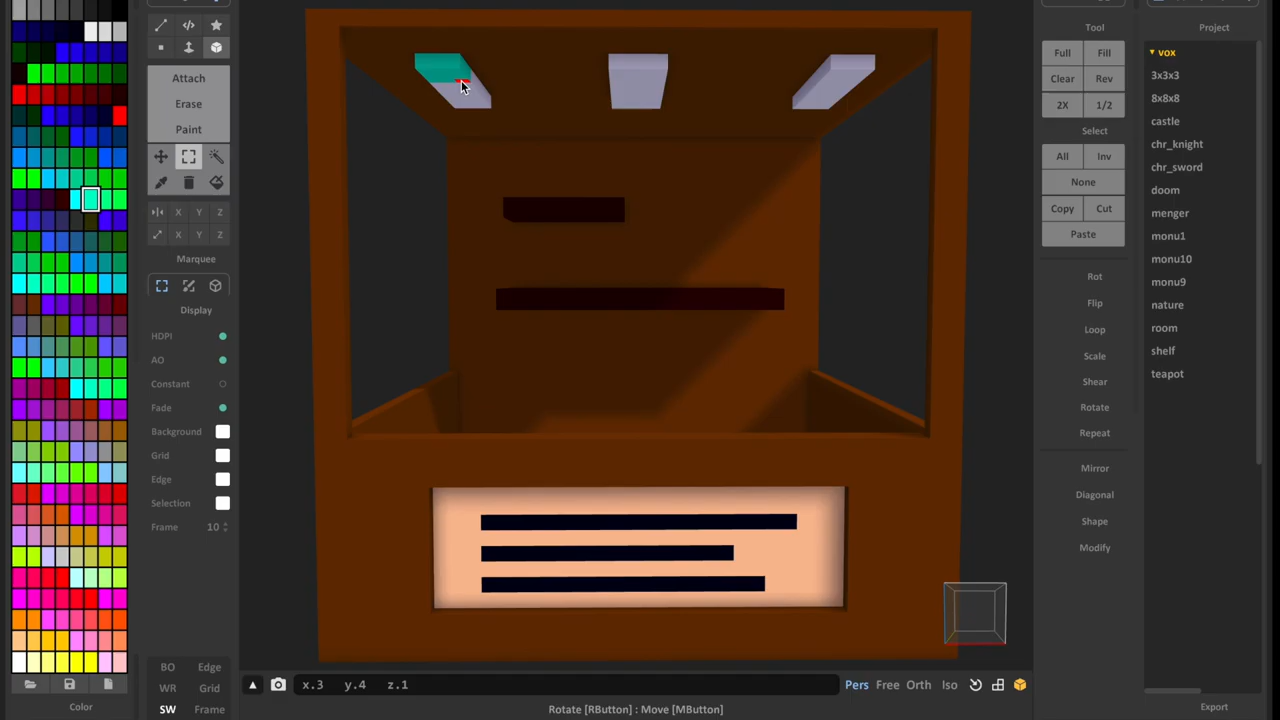 Tool
Project
Full Fill
Clear Rev
2X 1/2
Select
All Inv
None
Copy Cut
Paste
Rot
Flip
Loop
Scale
Shear
Rotate
Repeat
Mirror
Diagonal
Shape
Modify
vox
3x3x3
8x8x8
castle
chr_knight
chr_sword
doom
menger
monu1
monu10
monu9
nature
room
shelf
teapot
Export
Attach
Erase
Paint
X Y Z
X Y Z
Marquee
Display
HDPI
AO
Constant
Fade
Background
Grid
Edge
Selection
Frame 10
BO Edge
WR Grid
SW Frame
Color
x.3 y.4 z.1
Pers Free Orth Iso
Rotate [RButton] : Move [MButton]